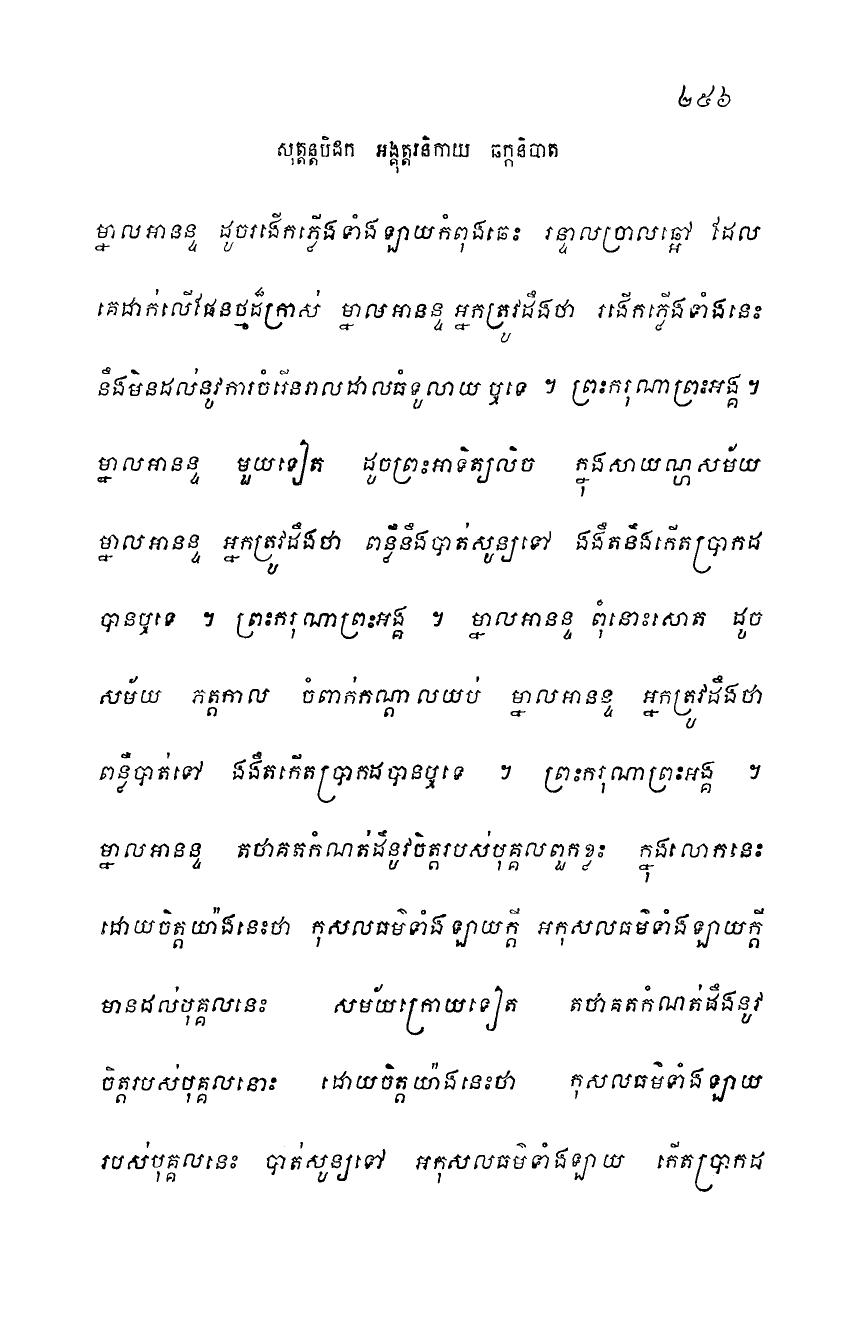 ២៥៦
សុត្តន្តបិដក អង្គុត្តរនិកាយ ឆក្កនិបាត
ម្នាលអានន្ទ ដូចរងើកភ្លើងទាំងឡាយកំពុងឆេះ រន្ទាលច្រាលឆ្អៅ ដែល
គេដាក់លើផែនថ្មដ៏ក្រាស់ ម្នាលអានន្ទ អ្នកត្រូវដឹងថា រងើកភ្លើងទាំងនេះ
នឹងមិនដល់នូវការចំរើនរាលដាលធំទូលាយ ឬទេ ។ ព្រះករុណាព្រះអង្គ ។
ម្នាលអានន្ទ មួយទៀត ដូចព្រះអាទិត្យលិច ក្នុងសាយណ្ហសម័យ
ម្នាលអានន្ទ អ្នកត្រូវដឹងថា ពន្លឺនឹងបាត់សូន្យទៅ ងងឹតនឹងកើតប្រាកដ
បានឬទេ ។ ព្រះករុណាព្រះអង្គ ។ ម្នាលអានន្ទ ពុំនោះសោត ដូច
សម័យ ភត្តកាល ចំពាក់កណ្តាលយប់ ម្នាលអានន្ទ អ្នកត្រូវដឹងថា
ពន្លឺបាត់ទៅ ងងឹតកើតប្រាកដបានឬទេ ។ ព្រះករុណាព្រះអង្គ ។
ម្នាលអានន្ទ តថាគតកំណត់ដឹនូវចិត្តរបស់បុគ្គលពួកខ្លះ ក្នុងលោកនេះ
ដោយចិត្តយ៉ាងនេះថា កុសលធម៌ទាំងឡាយក្តី អកុសលធម៌ទាំងឡាយក្តី
មានដល់បុគ្គលនេះ សម័យក្រោយទៀត តថាគតកំណត់ដឹងនូវ
ចិត្តរបស់បុគ្គលនោះ ដោយចិត្តយ៉ាងនេះថា កុសលធម៌ទាំងឡាយ
របស់បុគ្គលនេះ បាត់សូន្យទៅ អកុសលធម៌ទាំងឡាយ កើតប្រាកដ